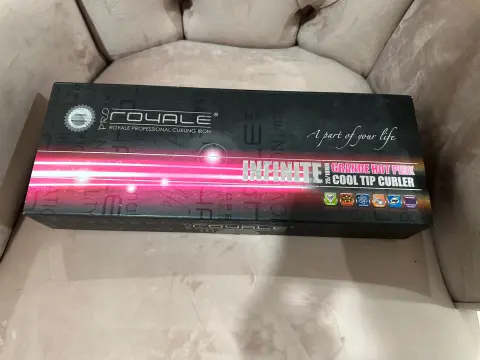 PRO
ROYALE®
ROYALE PROFESSIONAL CURLING IRON
A part of your life
INFINITE
GRANDE HOT PINK
COOL TIP CURLER
ROYALE